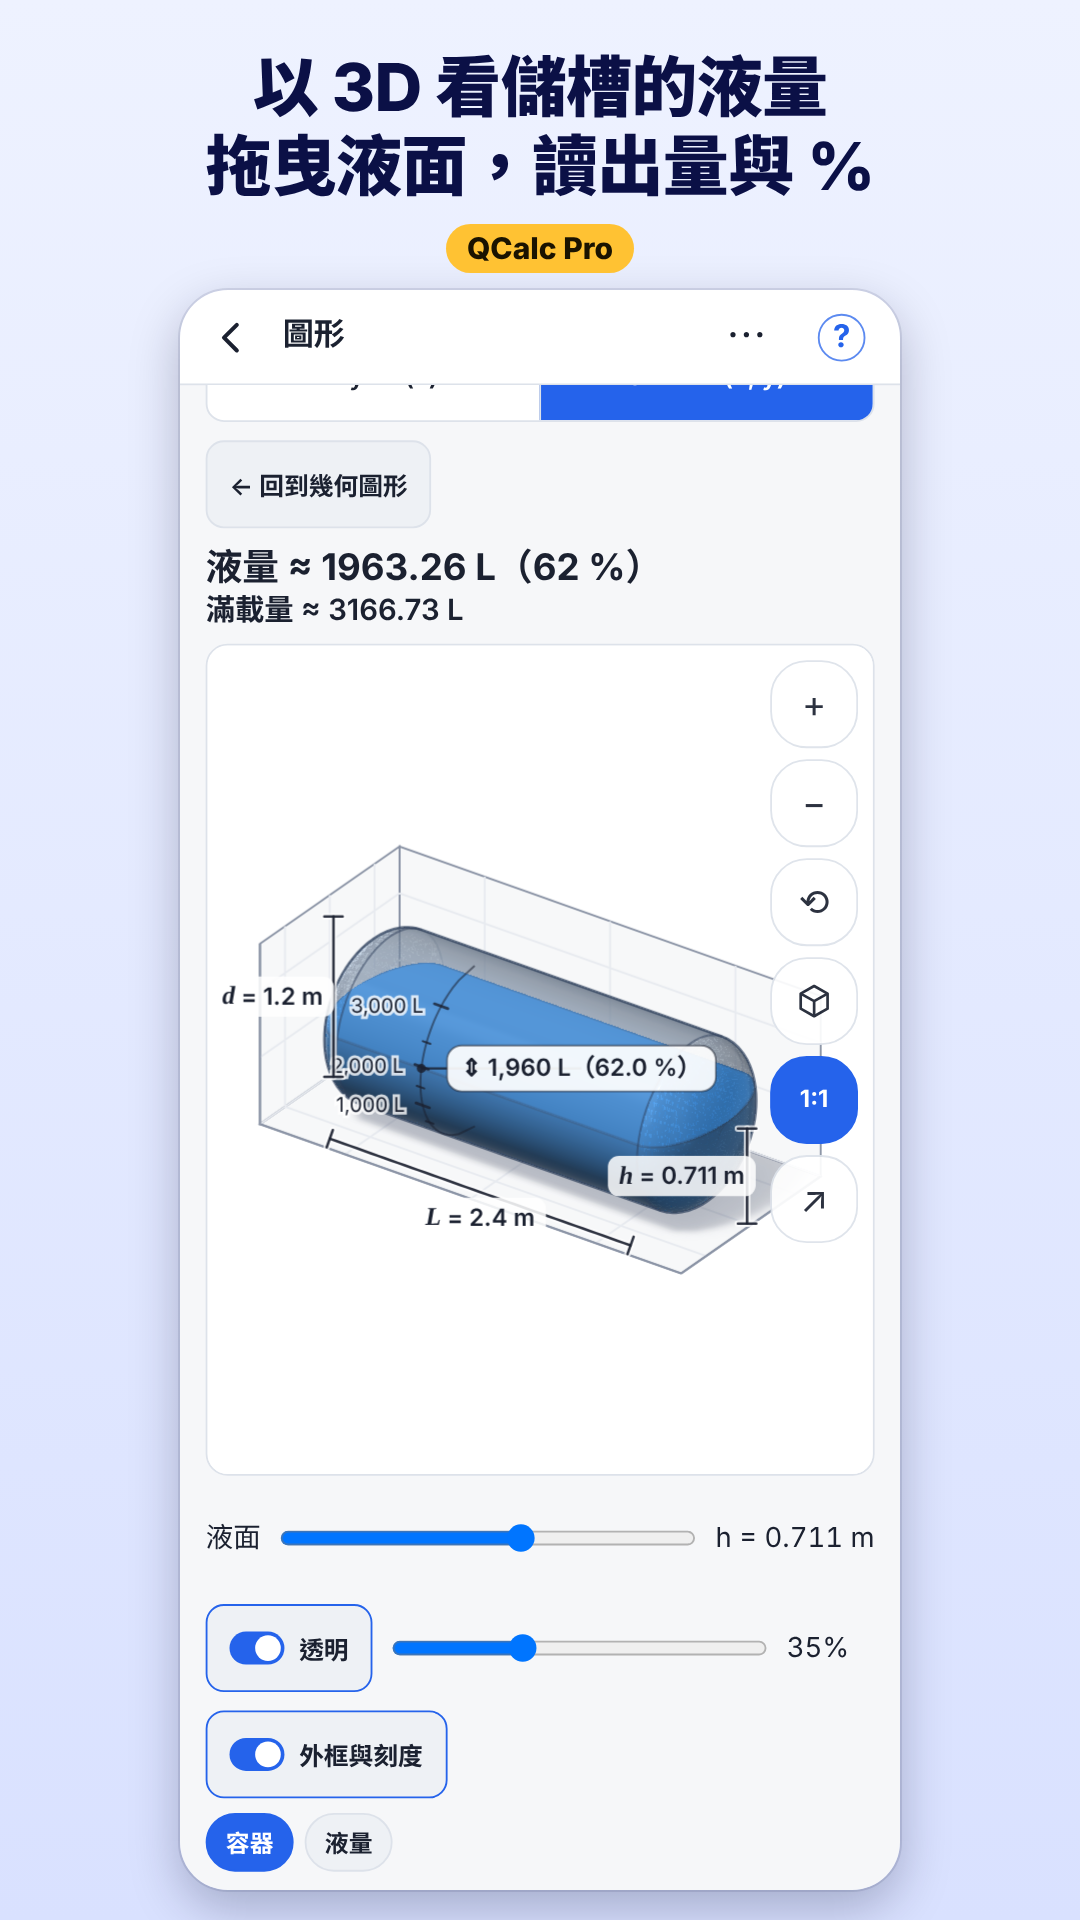 以 3D 看儲槽的液量
拖曳液面，讀出量與 %
QCalc Pro
圖形
?
← 回到幾何圖形
液量 ≈ 1963.26 L（62 %）
滿載量 ≈ 3166.73 L
+
−
d = 1.2 m
3,000 L
2,000 L
⇕ 1,960 L（62.0 %）
1,000 L
1:1
h = 0.711 m
L = 2.4 m
液面
h = 0.711 m
透明
35%
外框與刻度
容器
液量